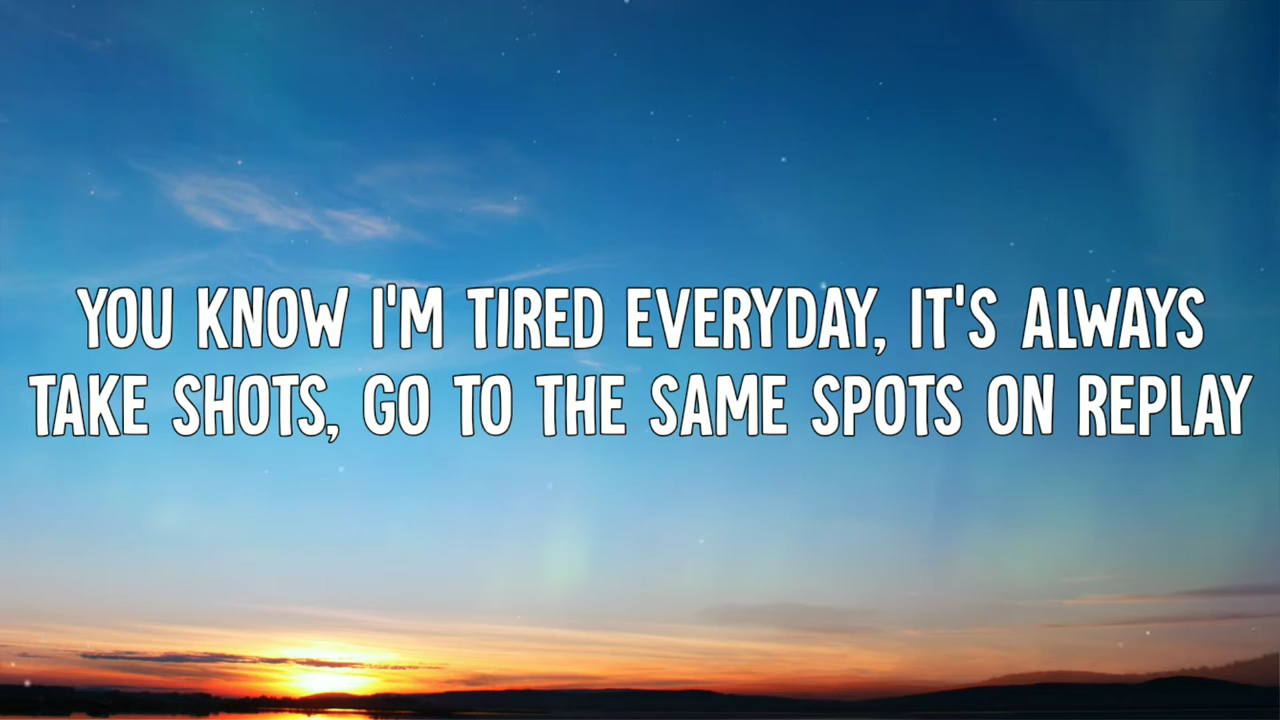 YOU KNOW I'M TIRED EVERYDAY, IT'S ALWAYS
TAKE SHOTS, GO TO THE SAME SPOTS ON REPLAY